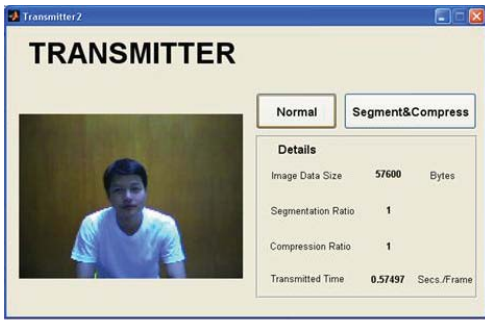 Transmitter2
TRANSMITTER
Normal Segment&Compress
Details
Image Data Size 57600 Bytes
Segmentation Ratio 1
Compression Ratio 1
Transmitted Time 0.57497 Secs./Frame